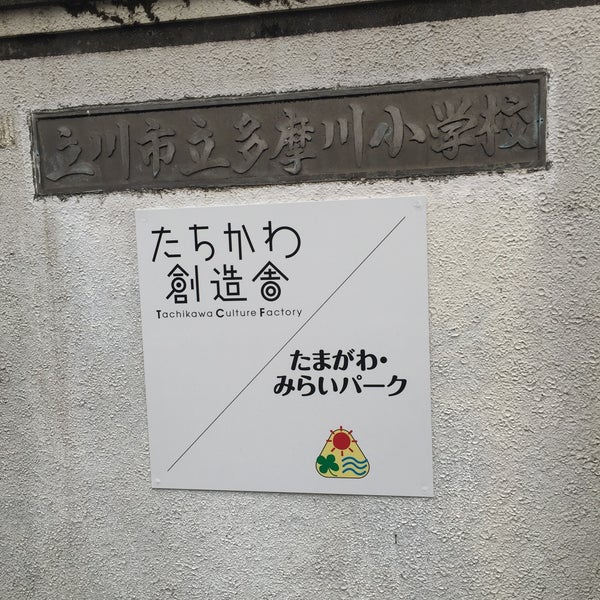 立川市立多摩川小学校
たちかわ
創造舎
Tachikawa Culture Factory
たまがわ・
みらいパーク